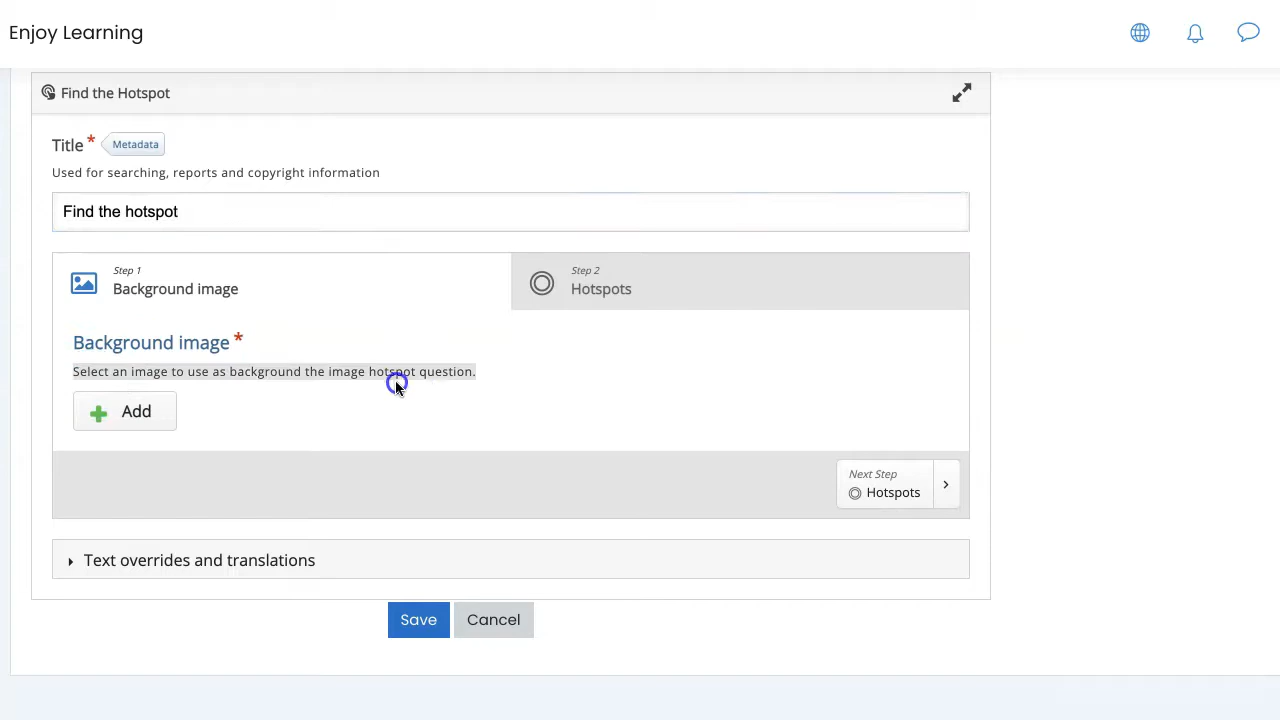 Enjoy Learning
Find the Hotspot
Title * Metadata
Used for searching, reports and copyright information
Find the hotspot
Step 1
Background image
Step 2
Hotspots
Background image *
Select an image to use as background the image hotspot question.
Add
Next Step
Hotspots
Text overrides and translations
Save Cancel